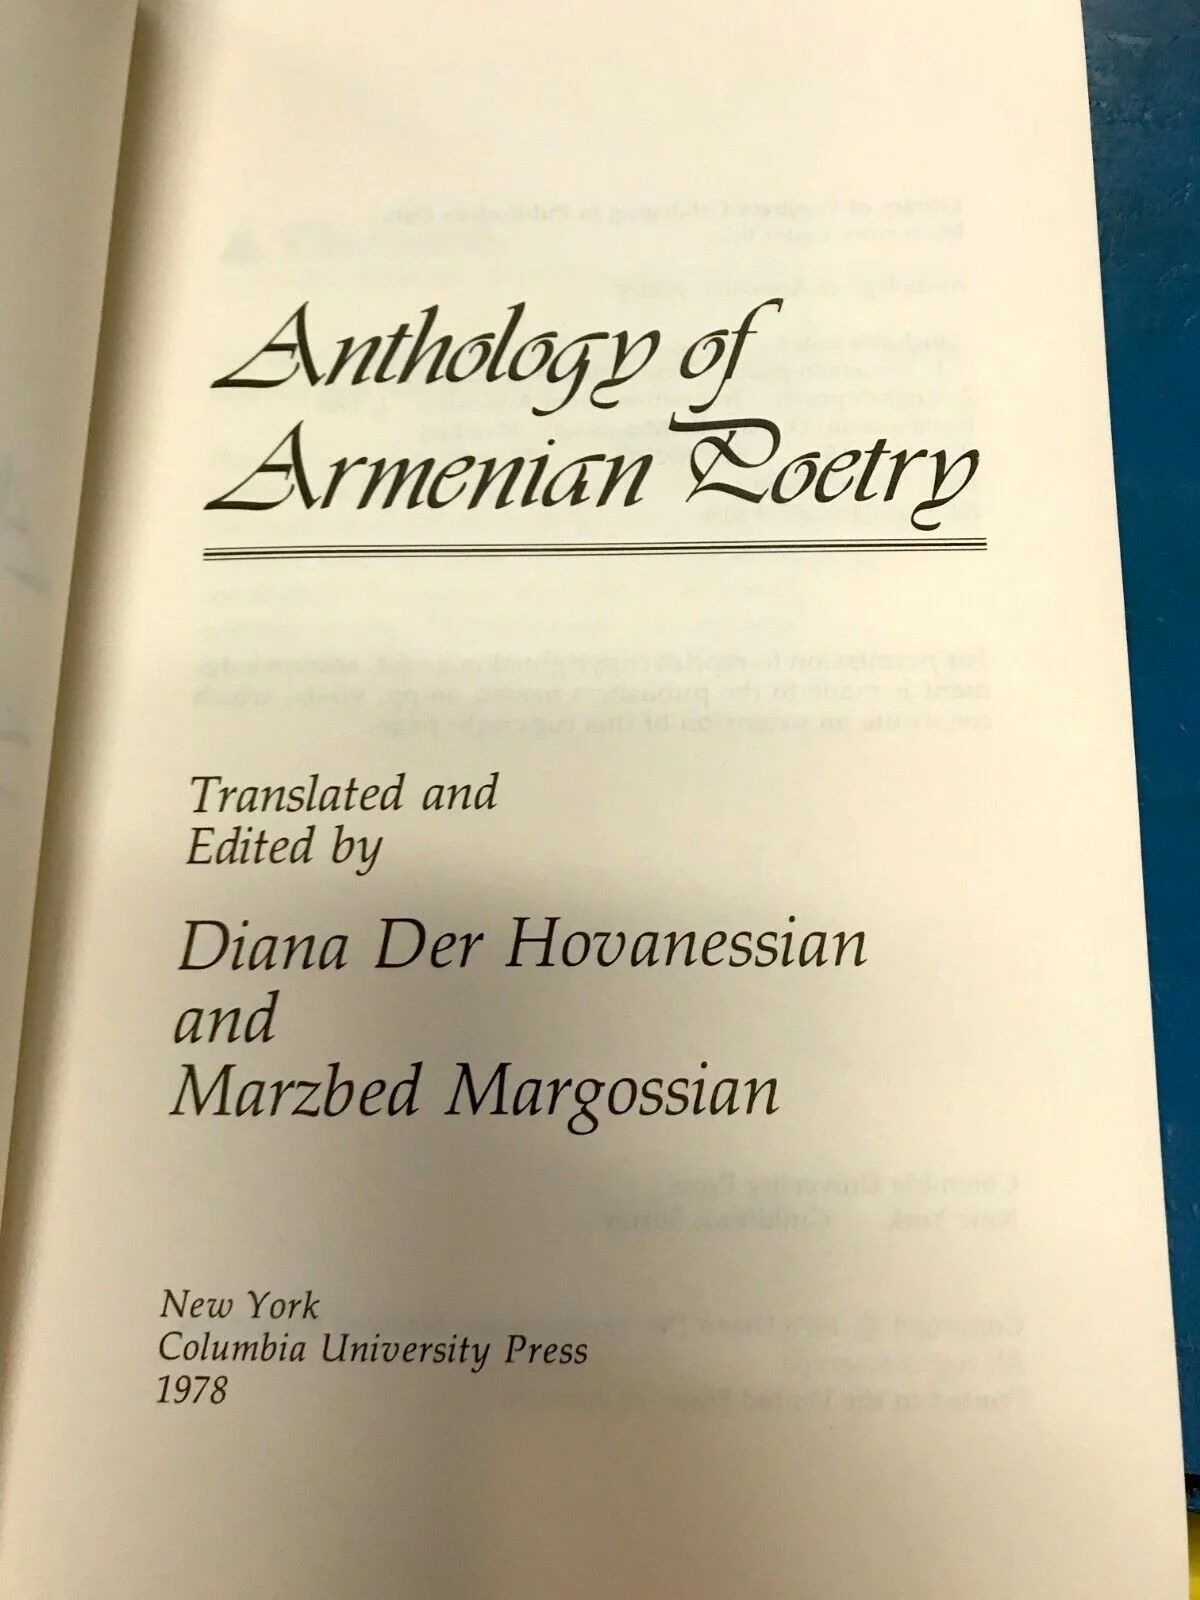 Anthology of
Armenian Poetry
Translated and
Edited by
Diana Der Hovanessian
and
Marzbed Margossian
New York
Columbia University Press
1978